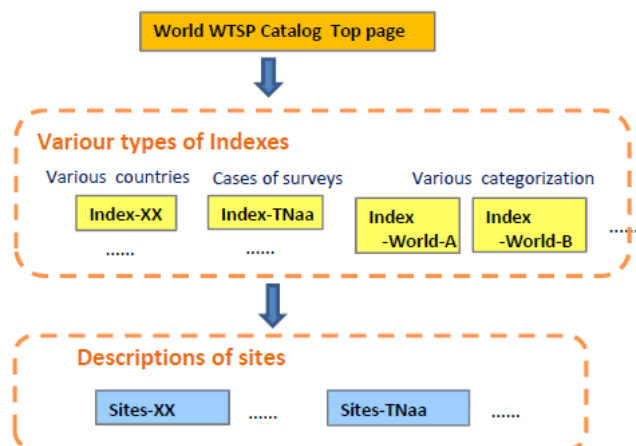 World WTSP Catalog Top page
Variour types of Indexes
Various countries Cases of surveys Various categorization
Index-XX Index-TNaa Index -World-A Index -World-B ......
...... ......
Descriptions of sites
Sites-XX ...... Sites-TNaa ......